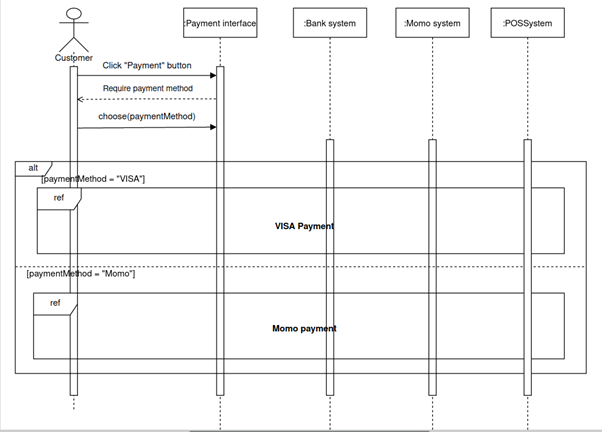 :Payment interface
:Bank system
:Momo system
:POSSystem
Customer
Click "Payment" button
Require payment method
choose(paymentMethod)
alt
[paymentMethod = "VISA"]
ref
VISA Payment
[paymentMethod = "Momo"]
ref
Momo payment